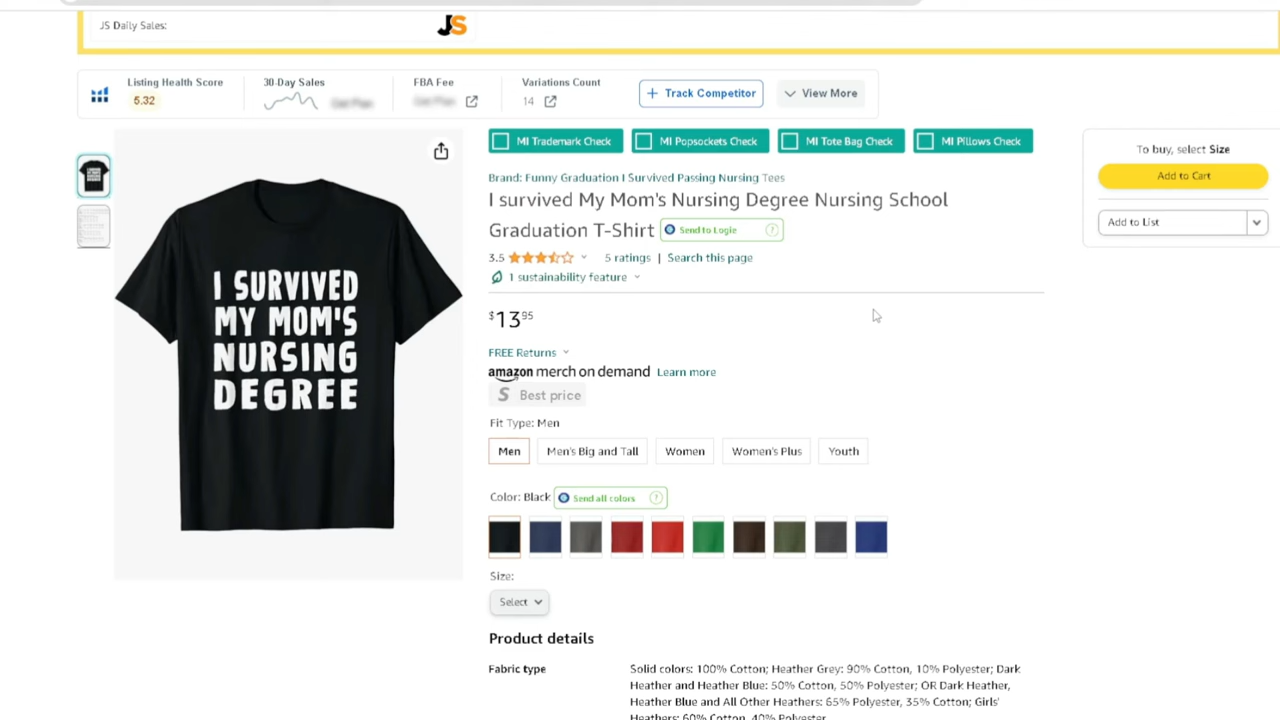 JS Daily Sales:
JS
Listing Health Score
5.32
30-Day Sales
FBA Fee
Variations Count
14
+ Track Competitor
View More
MI Trademark Check
MI Popsockets Check
MI Tote Bag Check
MI Pillows Check
Brand: Funny Graduation I Survived Passing Nursing Tees
I survived My Mom's Nursing Degree Nursing School
Graduation T-Shirt
Send to Logie
?
3.5
5 ratings | Search this page
1 sustainability feature
$13 95
FREE Returns
amazon merch on demand Learn more
S Best price
Fit Type: Men
Men
Men's Big and Tall
Women
Women's Plus
Youth
Color: Black
Send all colors
?
Size:
Select
Product details
Fabric type
Solid colors: 100% Cotton; Heather Grey: 90% Cotton, 10% Polyester; Dark
Heather and Heather Blue: 50% Cotton, 50% Polyester; OR Dark Heather,
Heather Blue and All Other Heathers: 65% Polyester, 35% Cotton; Girls'
Heathers: 60% Cotton, 40% Polyester
I SURVIVED
MY MOM'S
NURSING
DEGREE
To buy, select Size
Add to Cart
Add to List